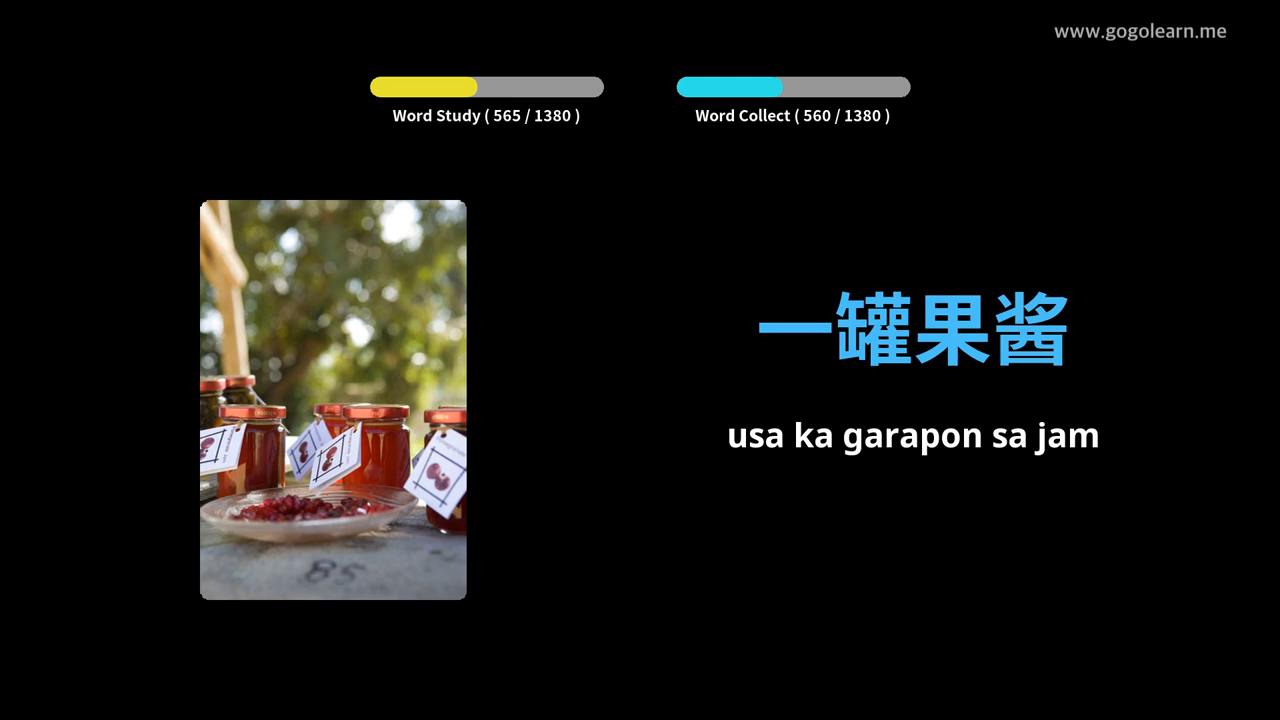 www.gogolearn.me
Word Study ( 565 / 1380 )
Word Collect ( 560 / 1380 )
一罐果酱
usa ka garapon sa jam
85